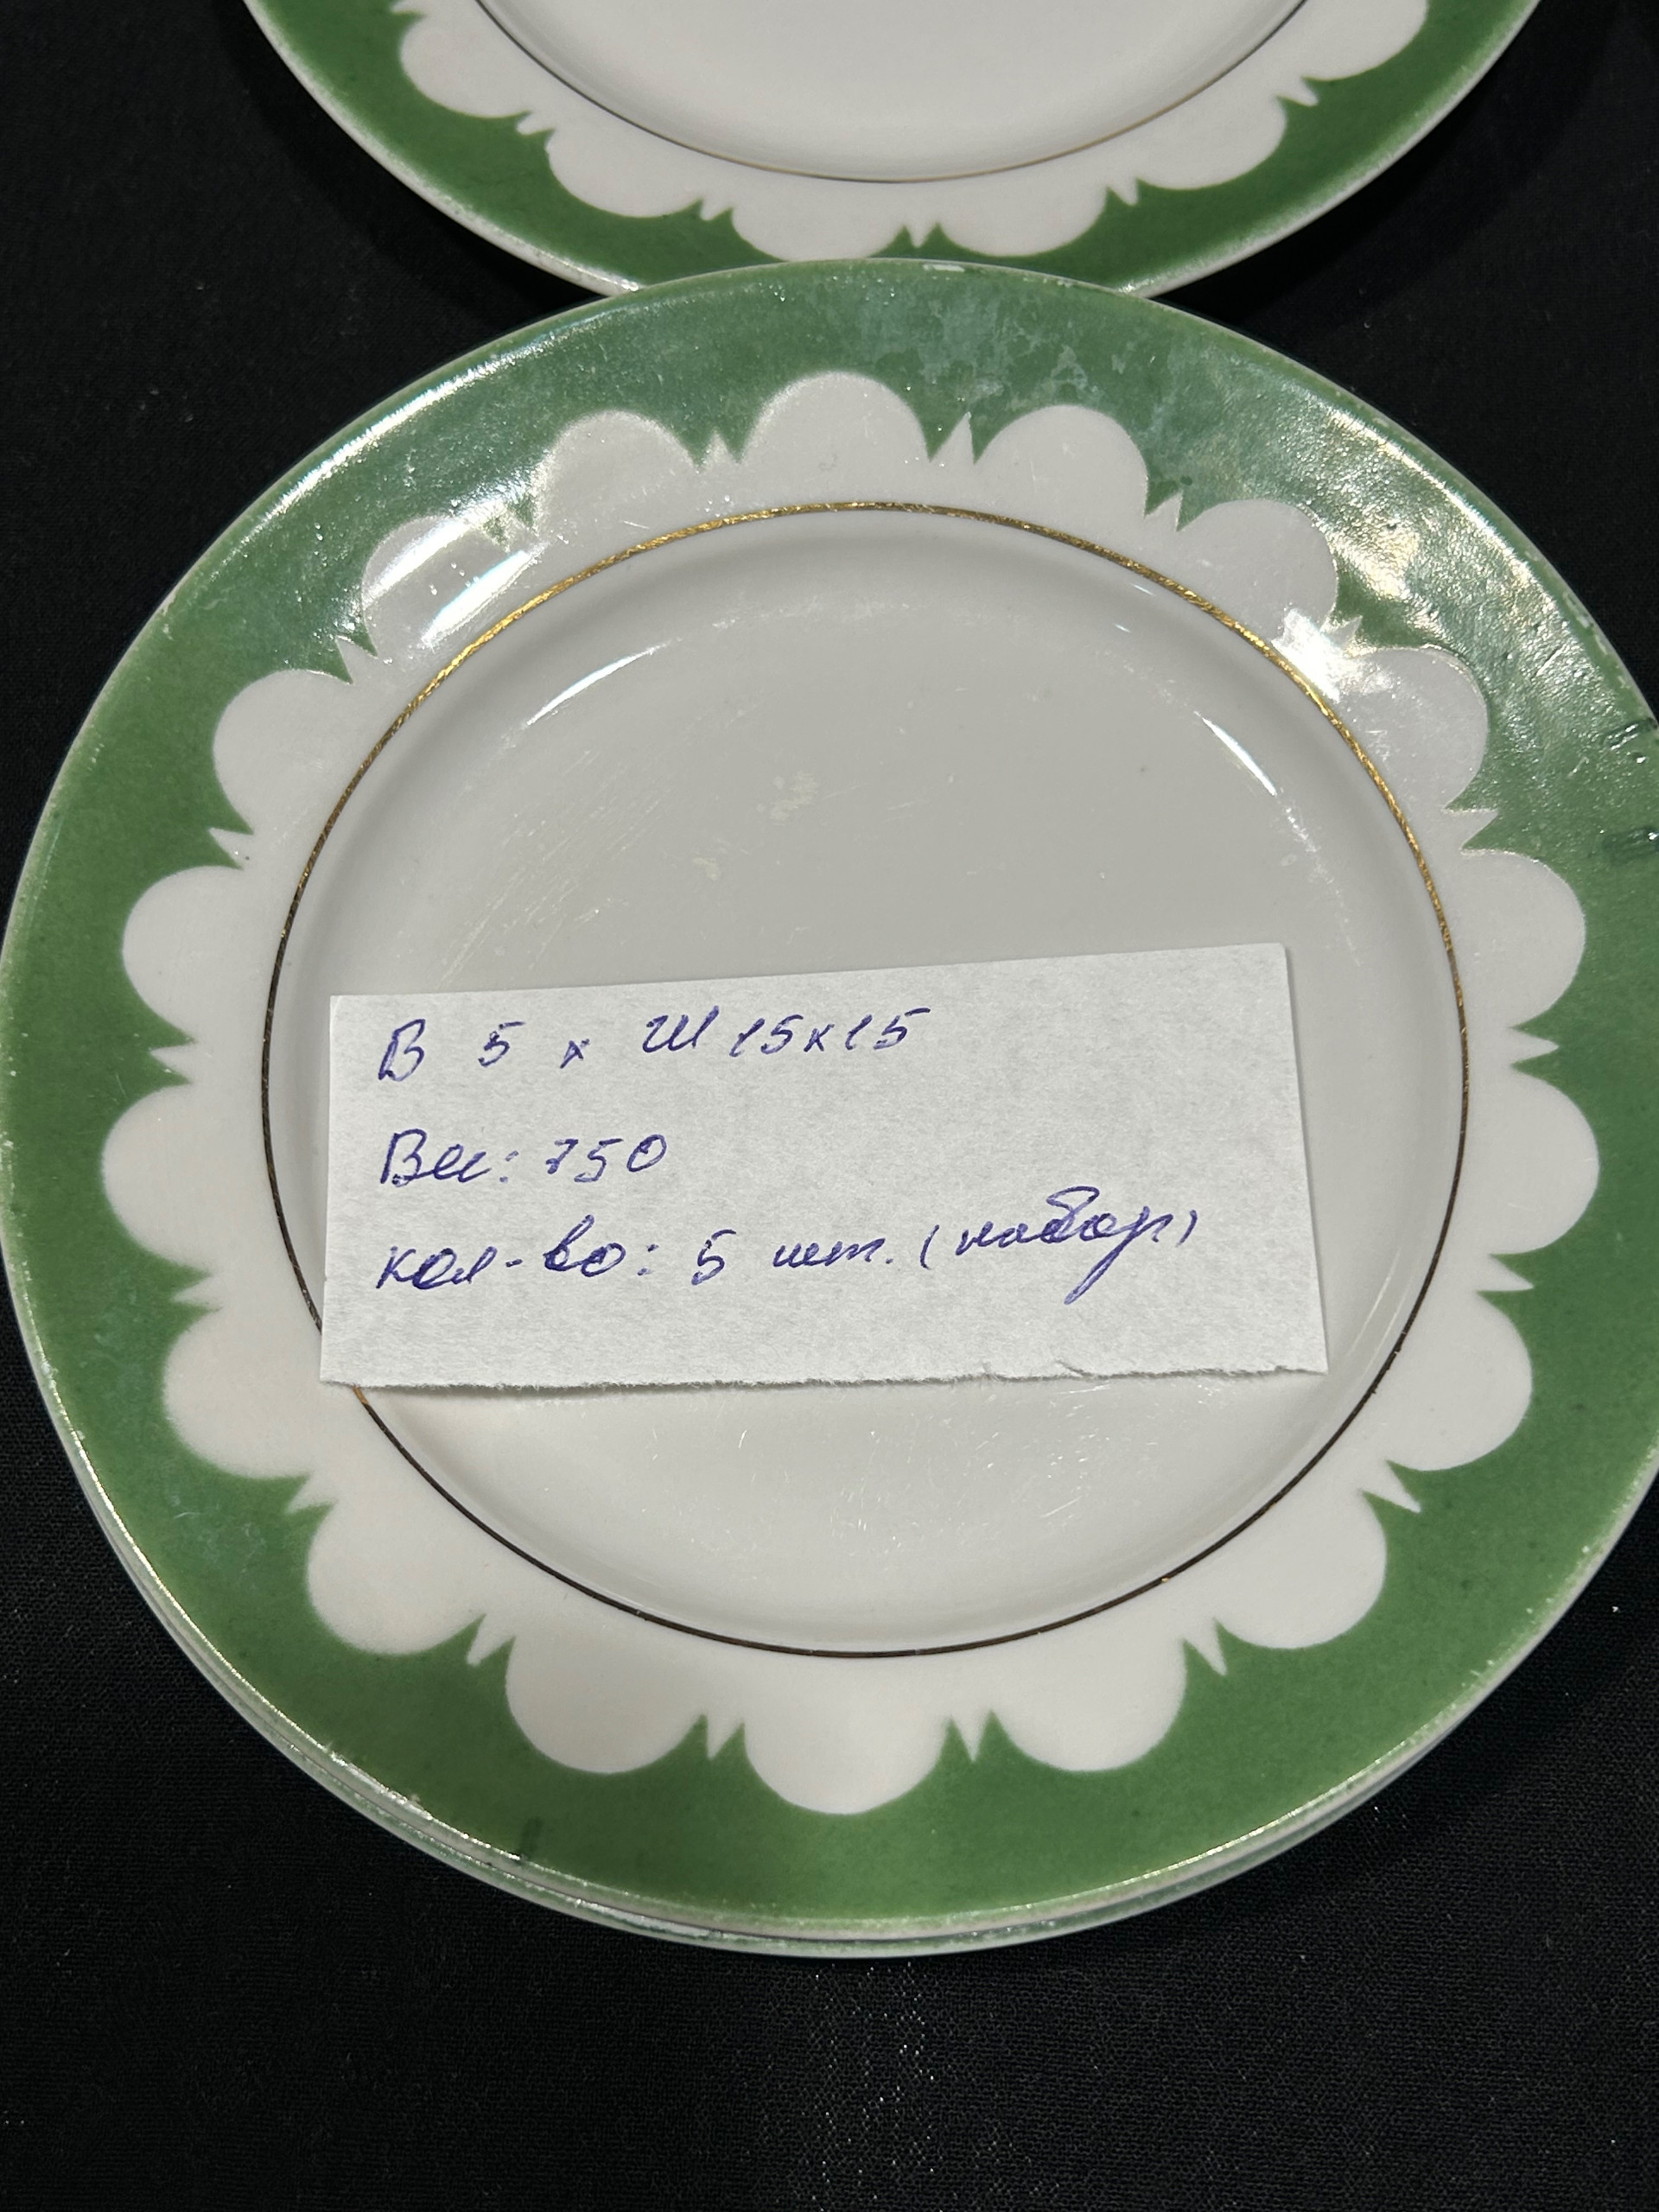 В 5 х Ш 15х15
Вес: 750
кол-во: 5 шт. (набор)